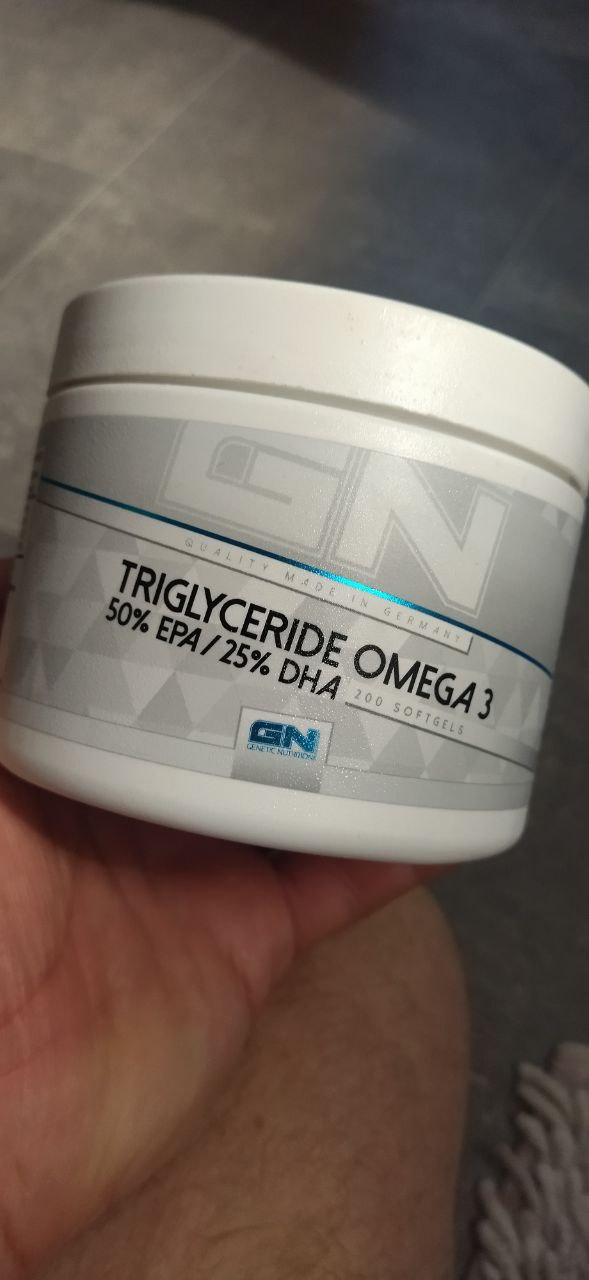 GN
QUALITY MADE IN GERMANY
TRIGLYCERIDE OMEGA 3
50% EPA / 25% DHA
200 SOFTGELS
GN
GENETIC NUTRITION